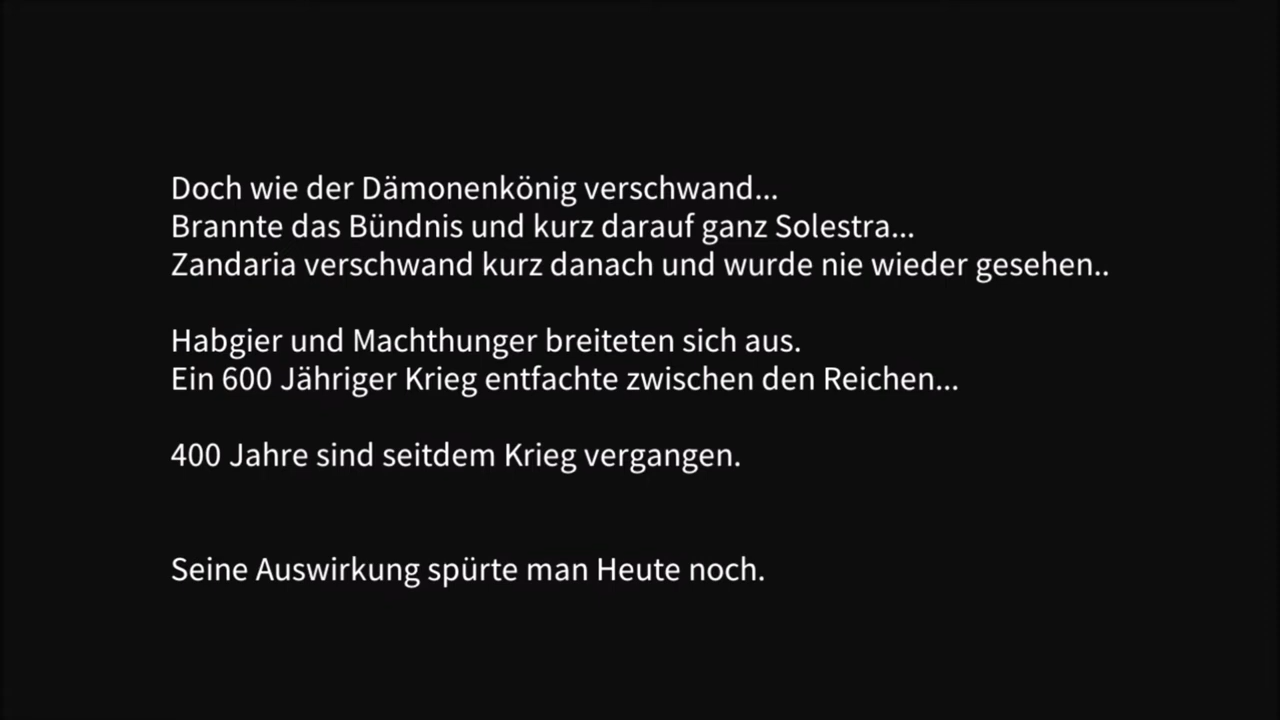 Doch wie der Dämonenkönig verschwand...
Brannte das Bündnis und kurz darauf ganz Solestra...
Zandaria verschwand kurz danach und wurde nie wieder gesehen..
Habgier und Machthunger breiteten sich aus.
Ein 600 Jähriger Krieg entfachte zwischen den Reichen...
400 Jahre sind seitdem Krieg vergangen.
Seine Auswirkung spürte man Heute noch.